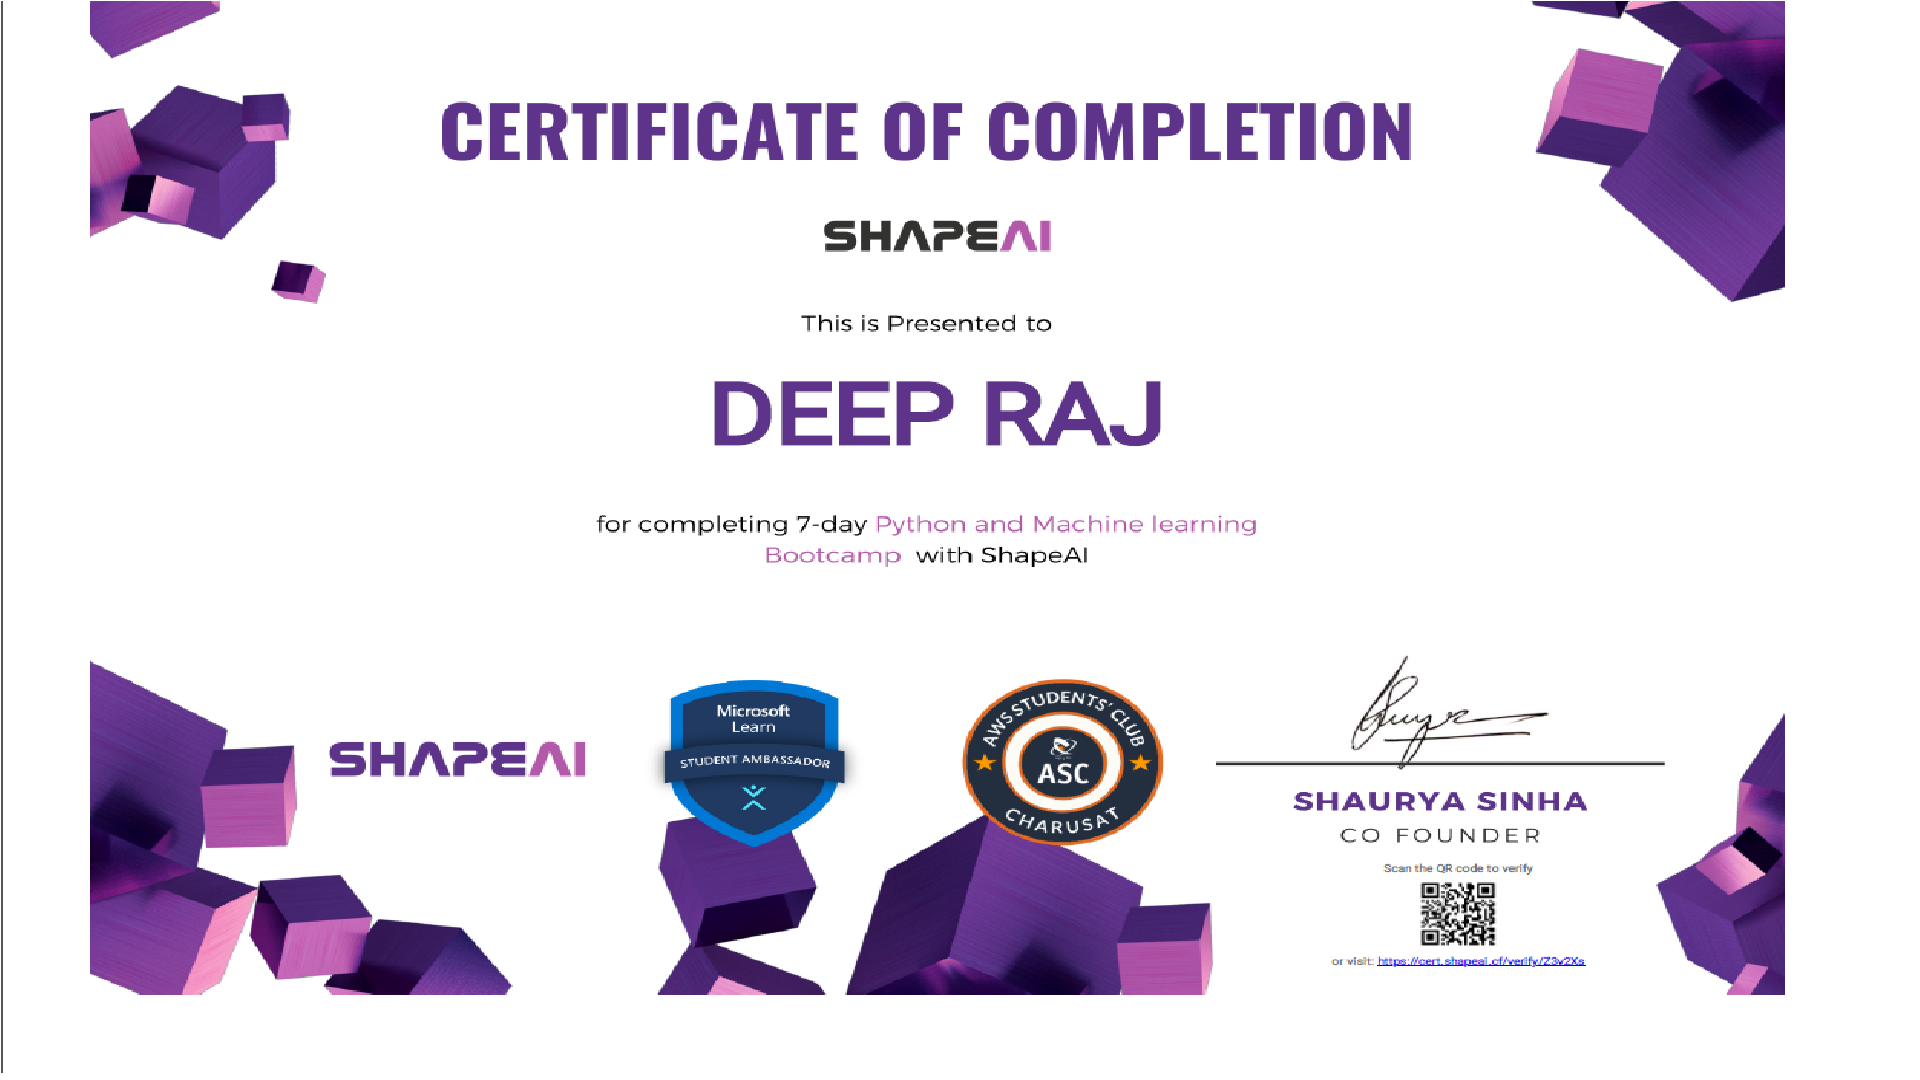 CERTIFICATE OF COMPLETION
SHAPEAI
This is Presented to
DEEP RAJ
for completing 7-day Python and Machine learning
Bootcamp with ShapeAI
SHAPEAI
Microsoft
Learn
STUDENT AMBASSADOR
AWS STUDENTS' CLUB
ASC
CHARUSAT
SHAURYA SINHA
CO FOUNDER
Scan the QR code to verify
or visit: https://cert.shapeai.cf/verify/Z3v2Xs